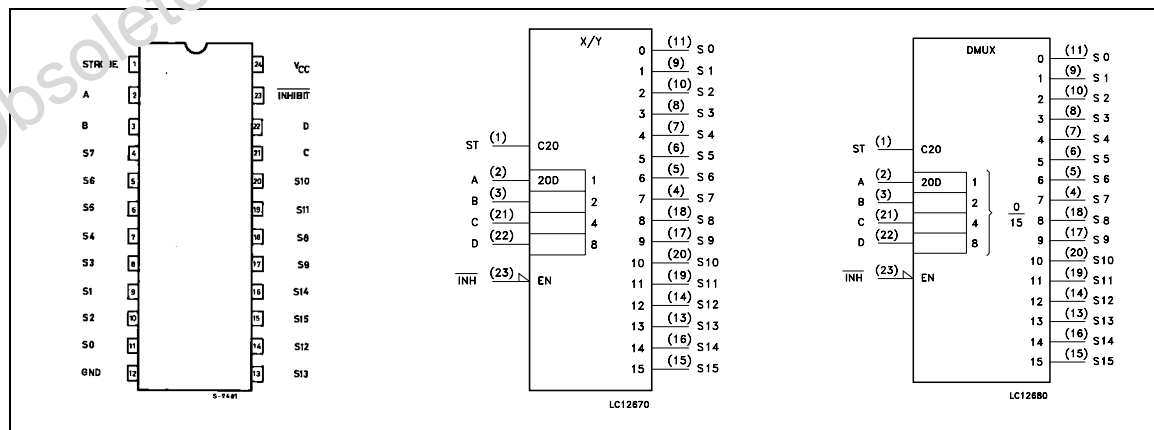 Obsolete
STROBE 1 24 VCC
A 2 23 INHIBIT
B 3 22 D
S7 4 21 C
S6 5 20 S10
S5 6 19 S11
S4 7 18 S8
S3 8 17 S9
S1 9 16 S14
S2 10 15 S15
S0 11 14 S12
GND 12 13 S13
S-9481
X/Y
0 (11) S 0
1 (9) S 1
2 (10) S 2
3 (8) S 3
4 (7) S 4
5 (6) S 5
6 (5) S 6
7 (4) S 7
8 (18) S 8
9 (17) S 9
10 (20) S10
11 (19) S11
12 (14) S12
13 (13) S13
14 (16) S14
15 (15) S15
ST (1) C20
A (2) 20D 1
B (3) 2
C (21) 4
D (22) 8
INH (23) EN
LC12670
DMUX
0 (11) S 0
1 (9) S 1
2 (10) S 2
3 (8) S 3
4 (7) S 4
5 (6) S 5
6 (5) S 6
7 (4) S 7
8 (18) S 8
9 (17) S 9
10 (20) S10
11 (19) S11
12 (14) S12
13 (13) S13
14 (16) S14
15 (15) S15
ST (1) C20
A (2) 20D 1
B (3) 2
C (21) 4
D (22) 8
0
15
INH (23) EN
LC12680